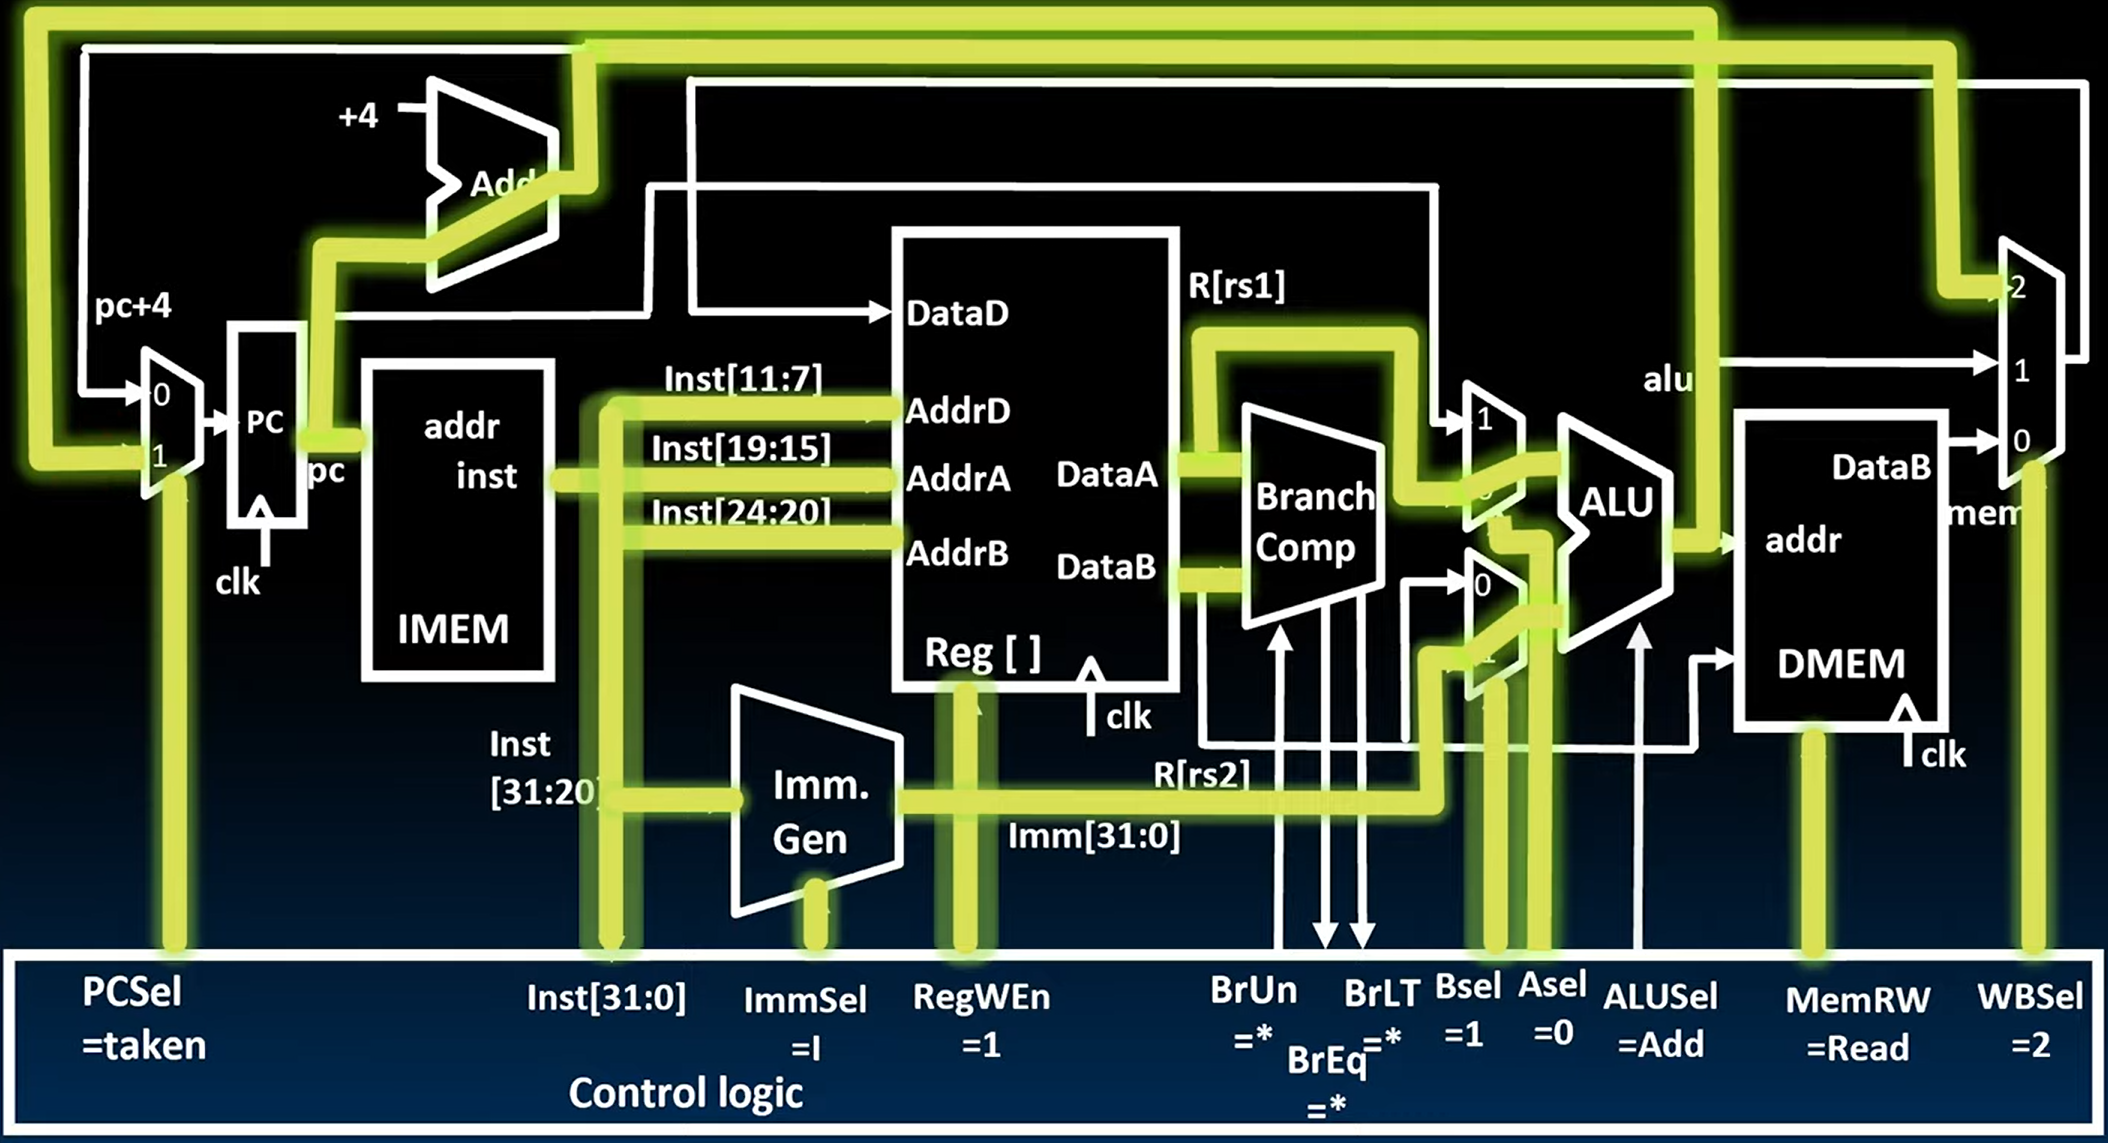 +4
Add
pc+4
0
1
PC
pc
clk
addr
inst
IMEM
Inst[11:7]
Inst[19:15]
Inst[24:20]
DataD
AddrD
AddrA
AddrB
DataA
DataB
Reg [ ]
clk
R[rs1]
Branch
Comp
1
0
1
ALU
alu
2
1
0
DataB
mem
addr
DMEM
clk
Inst
[31:20]
Imm.
Gen
R[rs2]
Imm[31:0]
PCSel
=taken
Inst[31:0]
ImmSel
=I
RegWEn
=1
BrUn
=*
BrEq
=*
BrLT
=*
Bsel
=1
Asel
=0
ALUSel
=Add
MemRW
=Read
WBSel
=2
Control logic